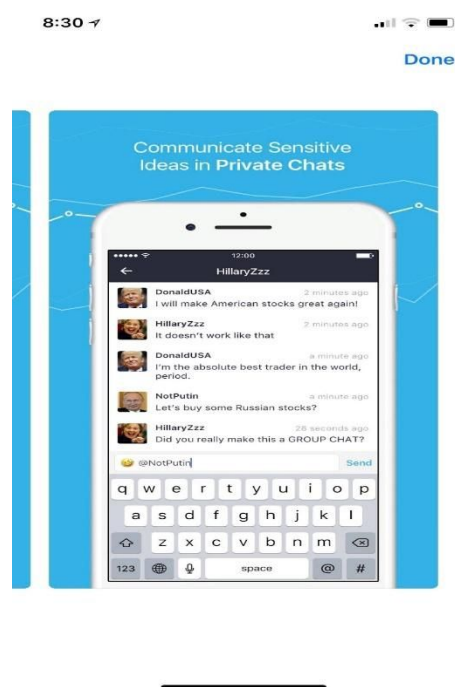 8:30
Done
Communicate Sensitive
Ideas in Private Chats
12:00
HillaryZzz
DonaldUSA 2 minutes ago
I will make American stocks great again!
HillaryZzz 2 minutes ago
It doesn't work like that
DonaldUSA a minute ago
I'm the absolute best trader in the world,
period.
NotPutin a minute ago
Let's buy some Russian stocks?
HillaryZzz 28 seconds ago
Did you really make this a GROUP CHAT?
🤣 @NotPutin Send
q w e r t y u i o p
a s d f g h j k l
z x c v b n m
123 space @ #